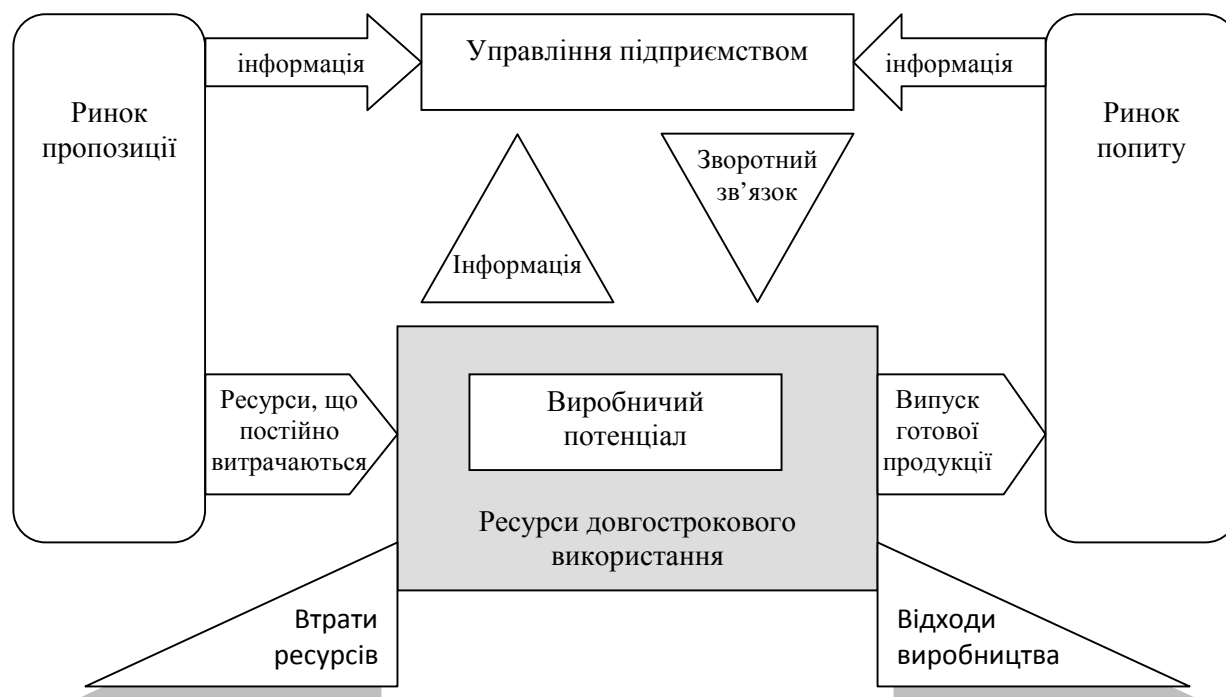 інформація
Управління підприємством
інформація
Ринок
пропозиції
Ринок
попиту
Зворотний
зв’язок
Інформація
Ресурси, що
постійно
витрачаються
Виробничий
потенціал
Випуск
готової
продукції
Ресурси довгострокового
використання
Втрати
ресурсів
Відходи
виробництва